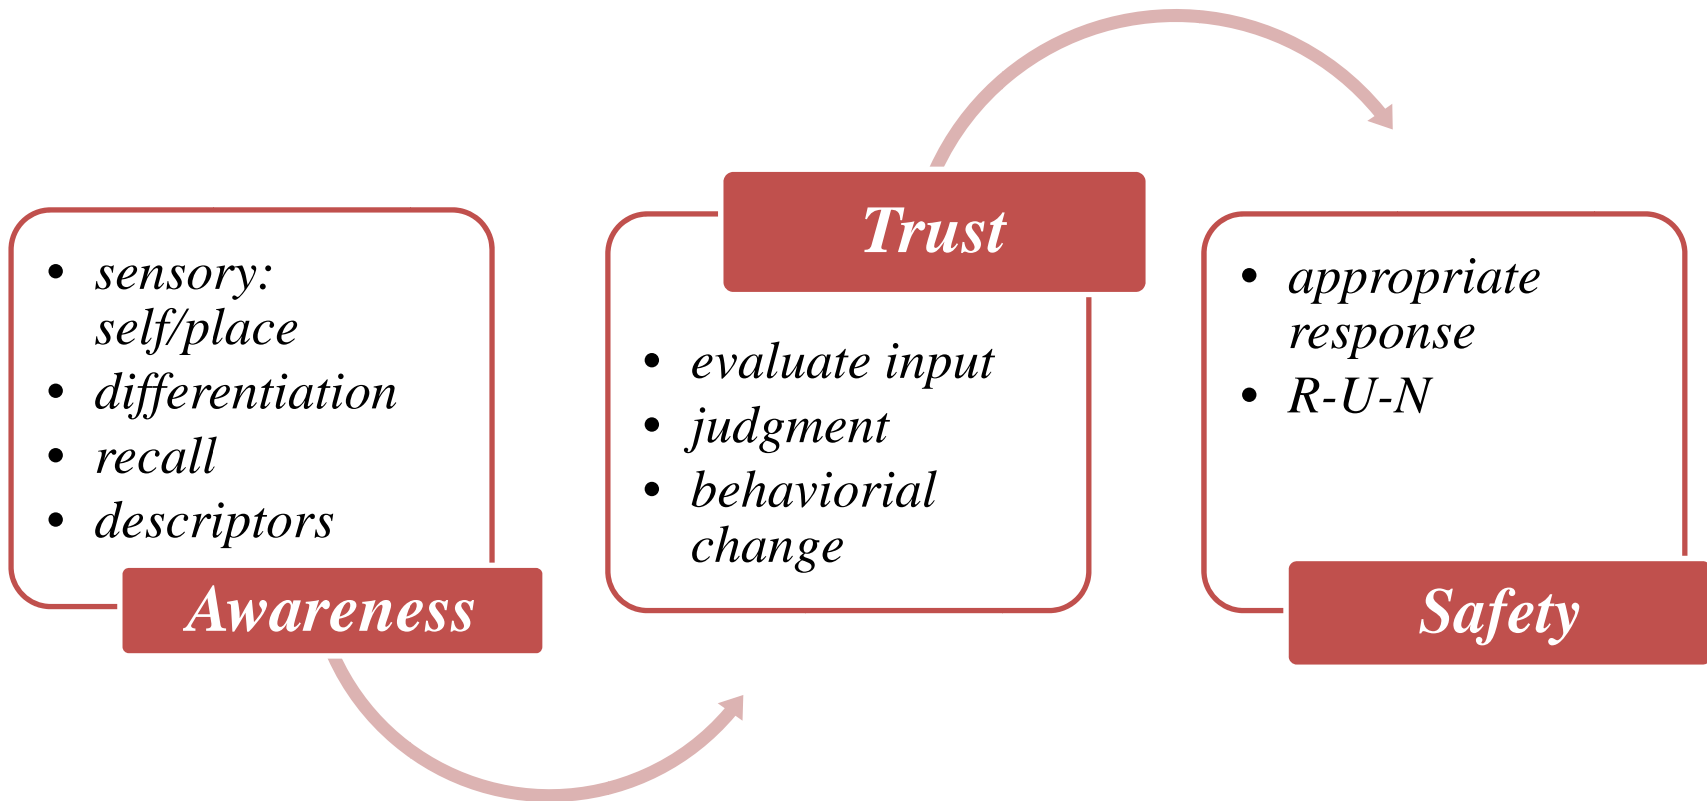 • sensory:
self/place
• differentiation
• recall
• descriptors
Awareness
Trust
• evaluate input
• judgment
• behaviorial
change
• appropriate
response
• R-U-N
Safety